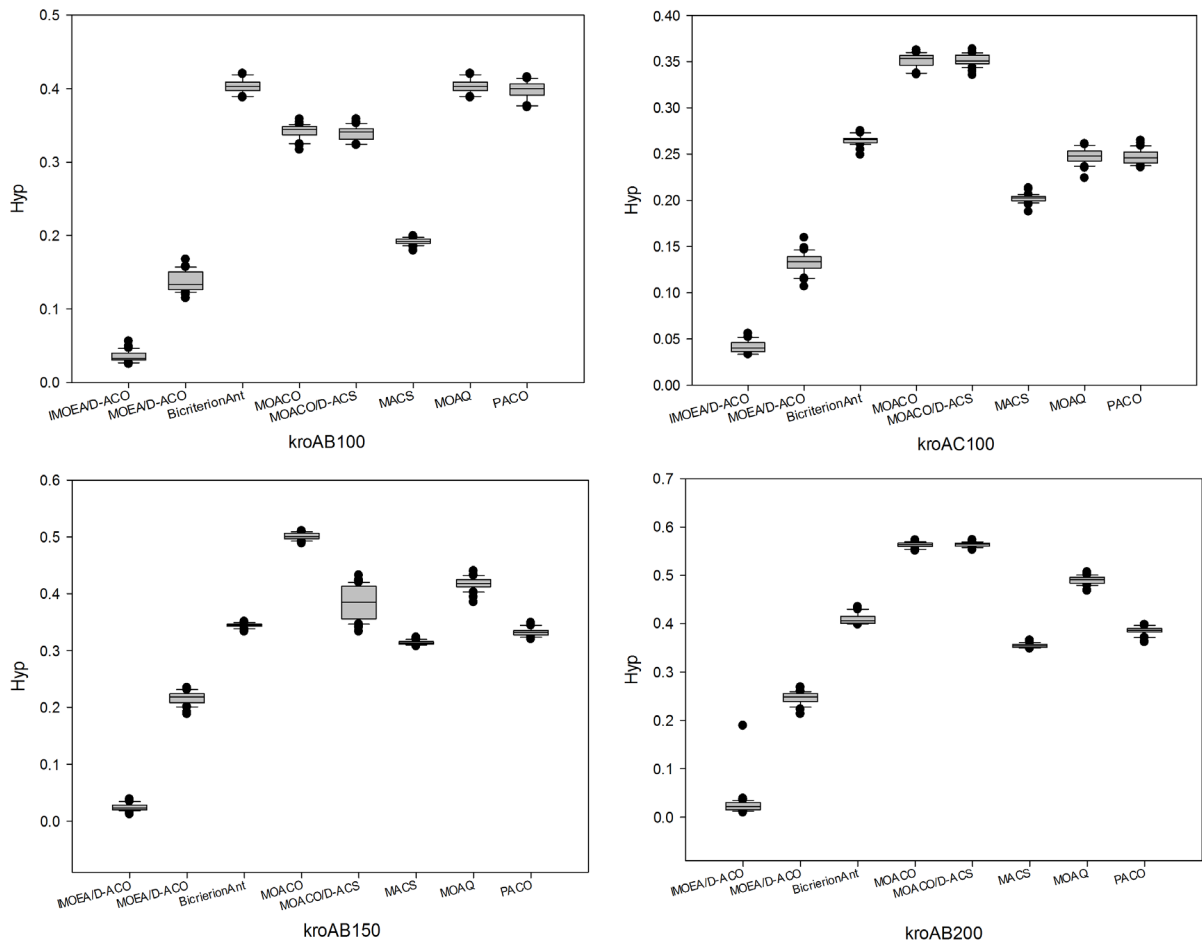 0.5
0.4
0.3
0.2
0.1
0.0
Hyp
IMOEA/D-ACO
MOEA/D-ACO
BicriterionAnt
MOACO
MOACO/D-ACS
MACS
MOAQ
PACO
kroAB100
0.40
0.35
0.30
0.25
0.20
0.15
0.10
0.05
0.00
Hyp
IMOEA/D-ACO
MOEA/D-ACO
BicriterionAnt
MOACO
MOACO/D-ACS
MACS
MOAQ
PACO
kroAC100
0.6
0.5
0.4
0.3
0.2
0.1
0.0
Hyp
IMOEA/D-ACO
MOEA/D-ACO
BicrierionAnt
MOACO
MOACO/D-ACS
MACS
MOAQ
PACO
kroAB150
0.7
0.6
0.5
0.4
0.3
0.2
0.1
0.0
Hyp
IMOEA/D-ACO
MOEA/D-ACO
BicrierionAnt
MOACO
MOACO/D-ACS
MACS
MOAQ
PACO
kroAB200